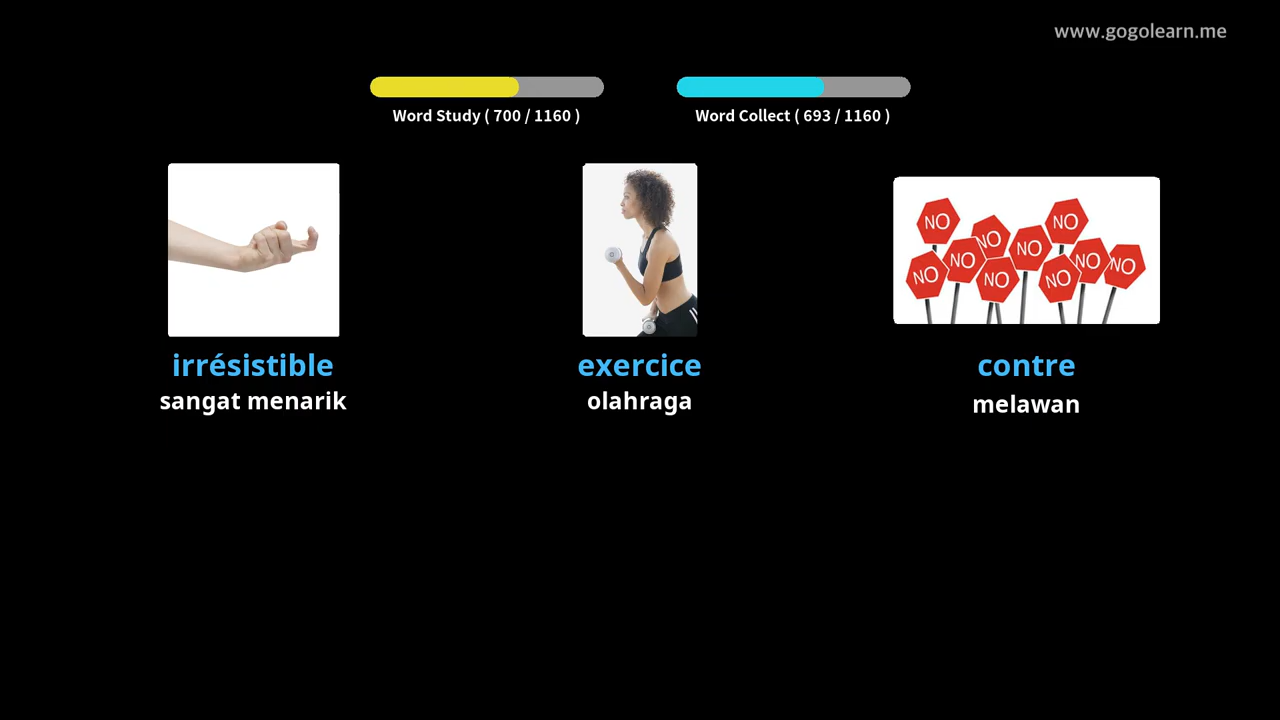 www.gogolearn.me
Word Study ( 700 / 1160 )
Word Collect ( 693 / 1160 )
NO
NO
NO
NO
NO
NO
NO
NO
NO
NO
irrésistible
sangat menarik
exercice
olahraga
contre
melawan